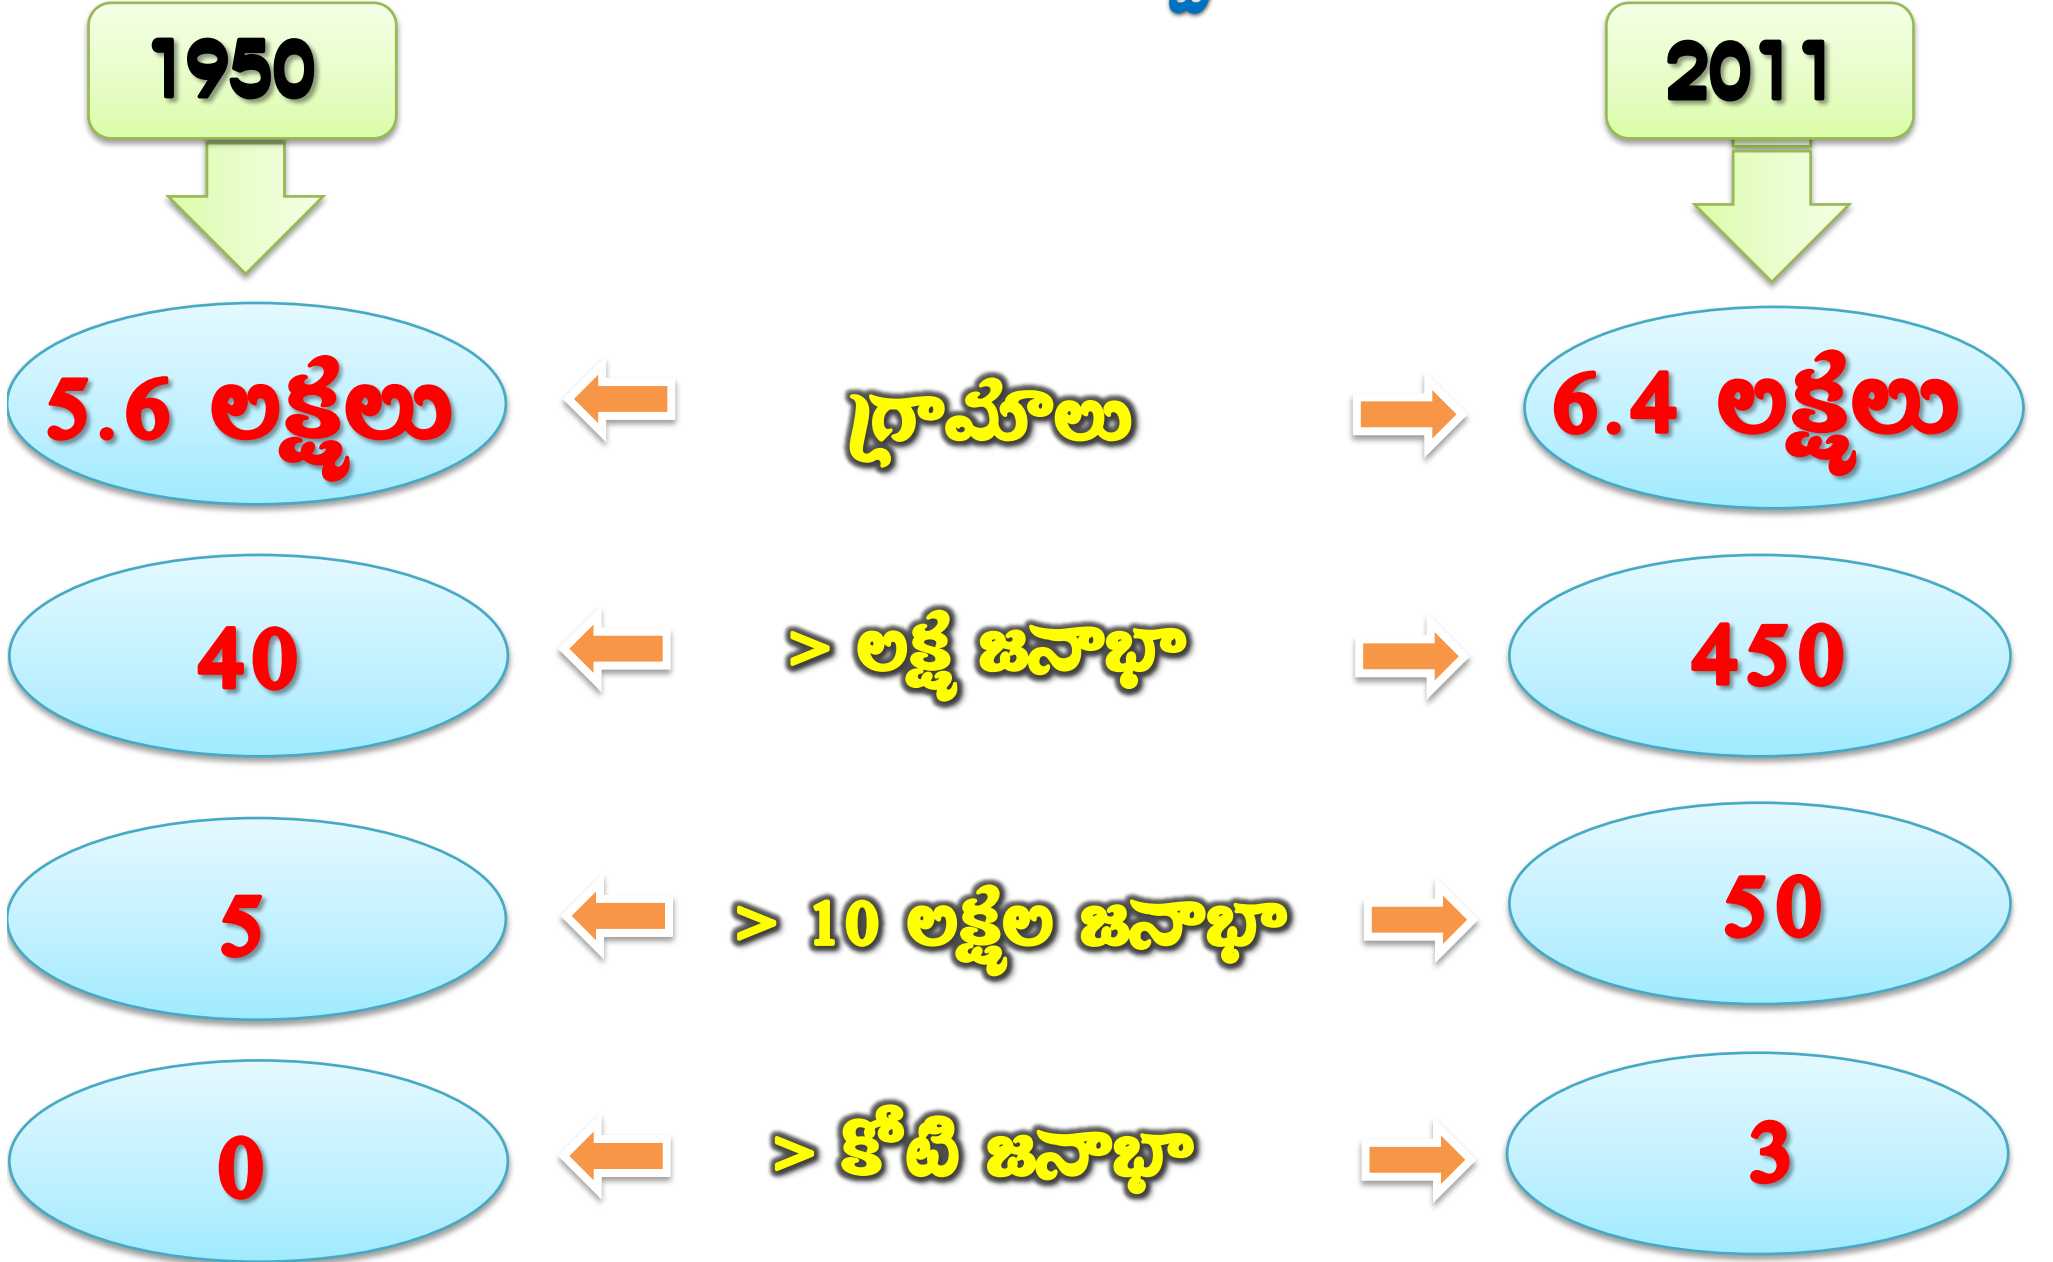 1950 2011
5.6 లక్షలు గ్రామాలు 6.4 లక్షలు
40 > లక్ష జనాభా 450
5 > 10 లక్షల జనాభా 50
0 > కోటి జనాభా 3